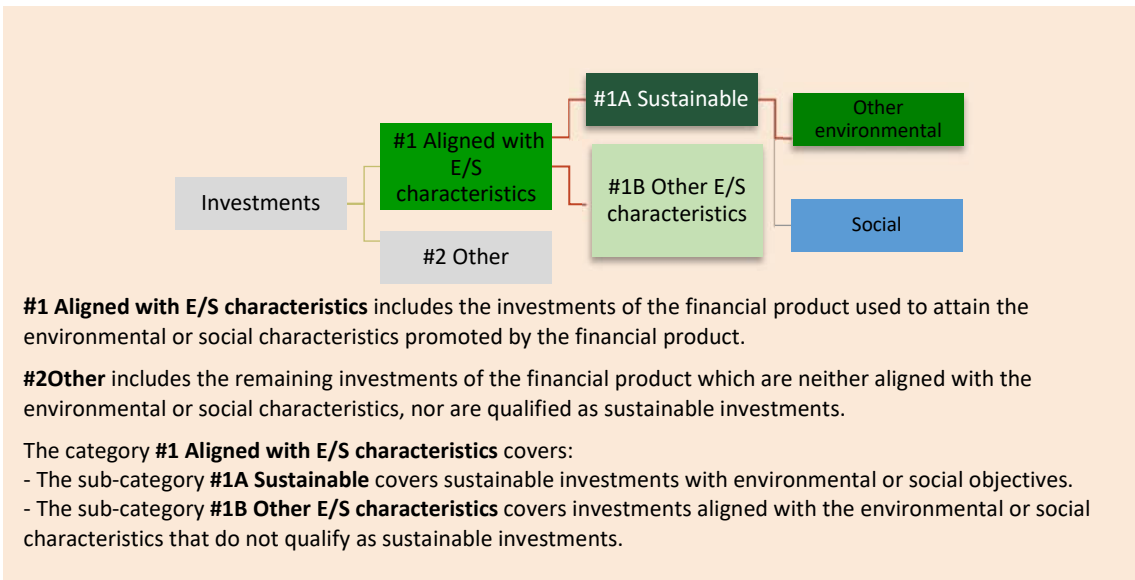 #1A Sustainable
Other
environmental
#1 Aligned with
E/S
characteristics
#1B Other E/S
characteristics
Investments
Social
#2 Other
#1 Aligned with E/S characteristics includes the investments of the financial product used to attain the
environmental or social characteristics promoted by the financial product.
#2Other includes the remaining investments of the financial product which are neither aligned with the
environmental or social characteristics, nor are qualified as sustainable investments.
The category #1 Aligned with E/S characteristics covers:
- The sub-category #1A Sustainable covers sustainable investments with environmental or social objectives.
- The sub-category #1B Other E/S characteristics covers investments aligned with the environmental or social
characteristics that do not qualify as sustainable investments.